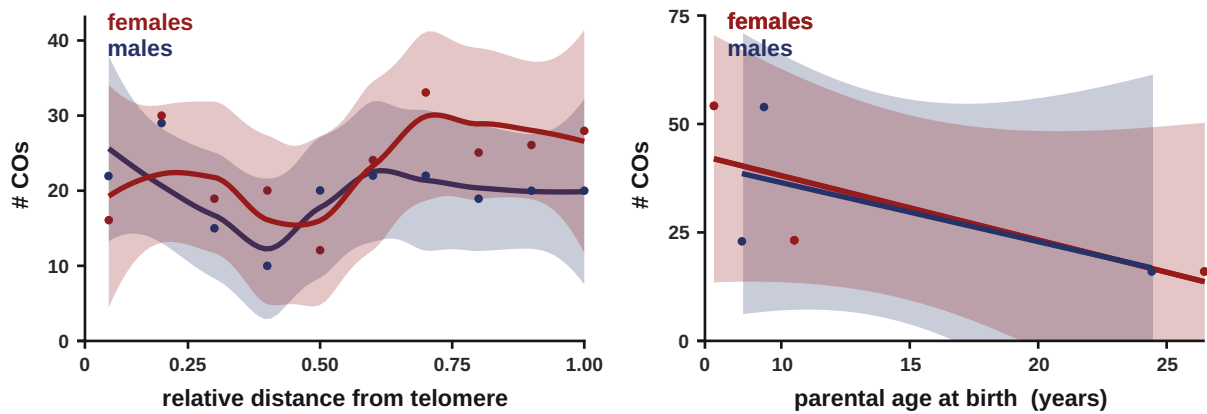 females
males
# COs
40
30
20
10
0
0
0.25
0.50
0.75
1.00
relative distance from telomere
females
males
# COs
75
50
25
0
0
10
15
20
25
parental age at birth (years)